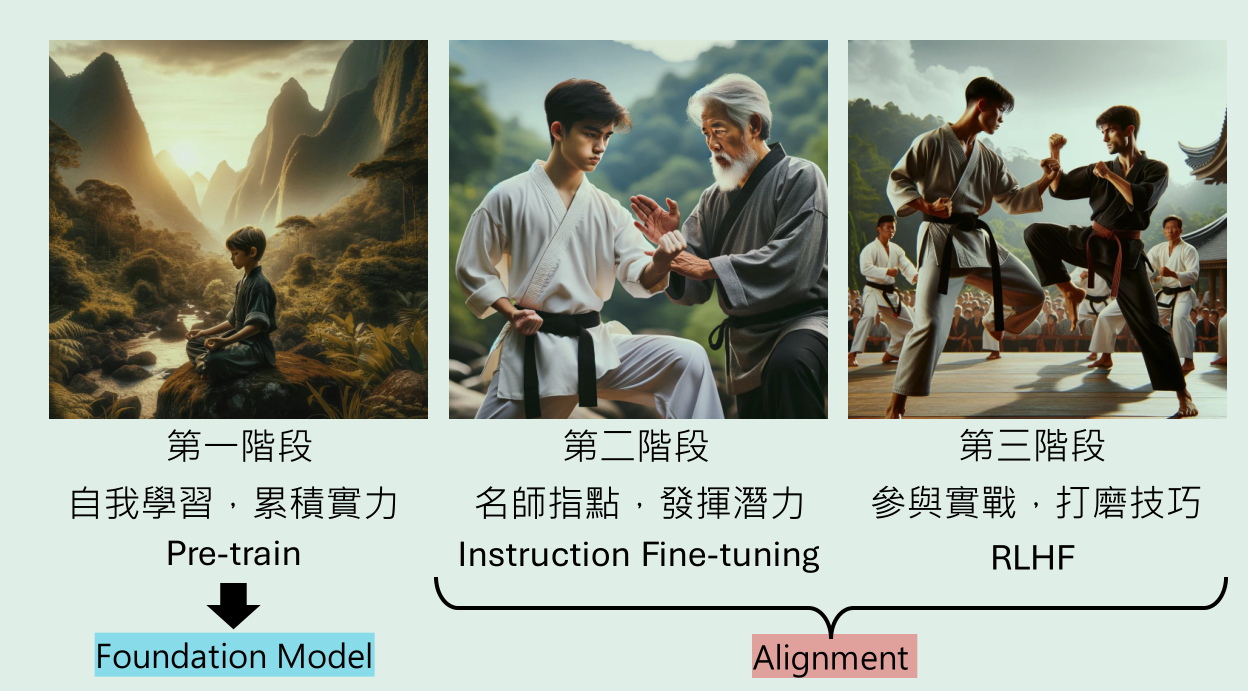 第一階段
自我學習，累積實力
Pre-train
Foundation Model
第二階段
名師指點，發揮潛力
Instruction Fine-tuning
第三階段
參與實戰，打磨技巧
RLHF
Alignment